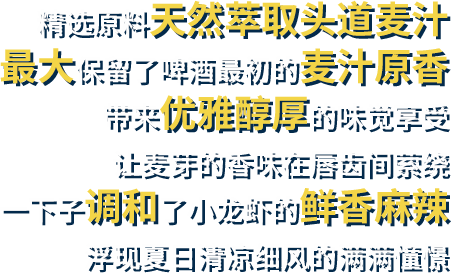 精选原料天然萃取头道麦汁
最大保留了啤酒最初的麦汁原香
带来优雅醇厚的味觉享受
让麦芽的香味在唇齿间萦绕
一下子调和了小龙虾的鲜香麻辣
浮现夏日清凉细风的满满憧憬